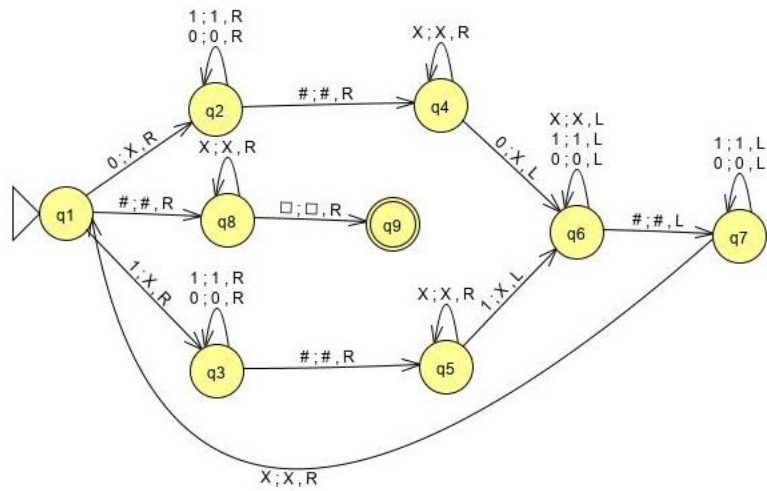 1 ; 1 , R
0 ; 0 , R
X ; X , R
q2
# ; # , R
q4
0 ; X , R
X ; X , R
0 ; X , L
X ; X , L
1 ; 1 , L
0 ; 0 , L
1 ; 1 , L
0 ; 0 , L
q1
# ; # , R
q8
□ ; □ , R
q9
q6
# ; # , L
q7
1 ; X , R
1 ; 1 , R
0 ; 0 , R
X ; X , R
1 ; X , L
q3
# ; # , R
q5
X ; X , R